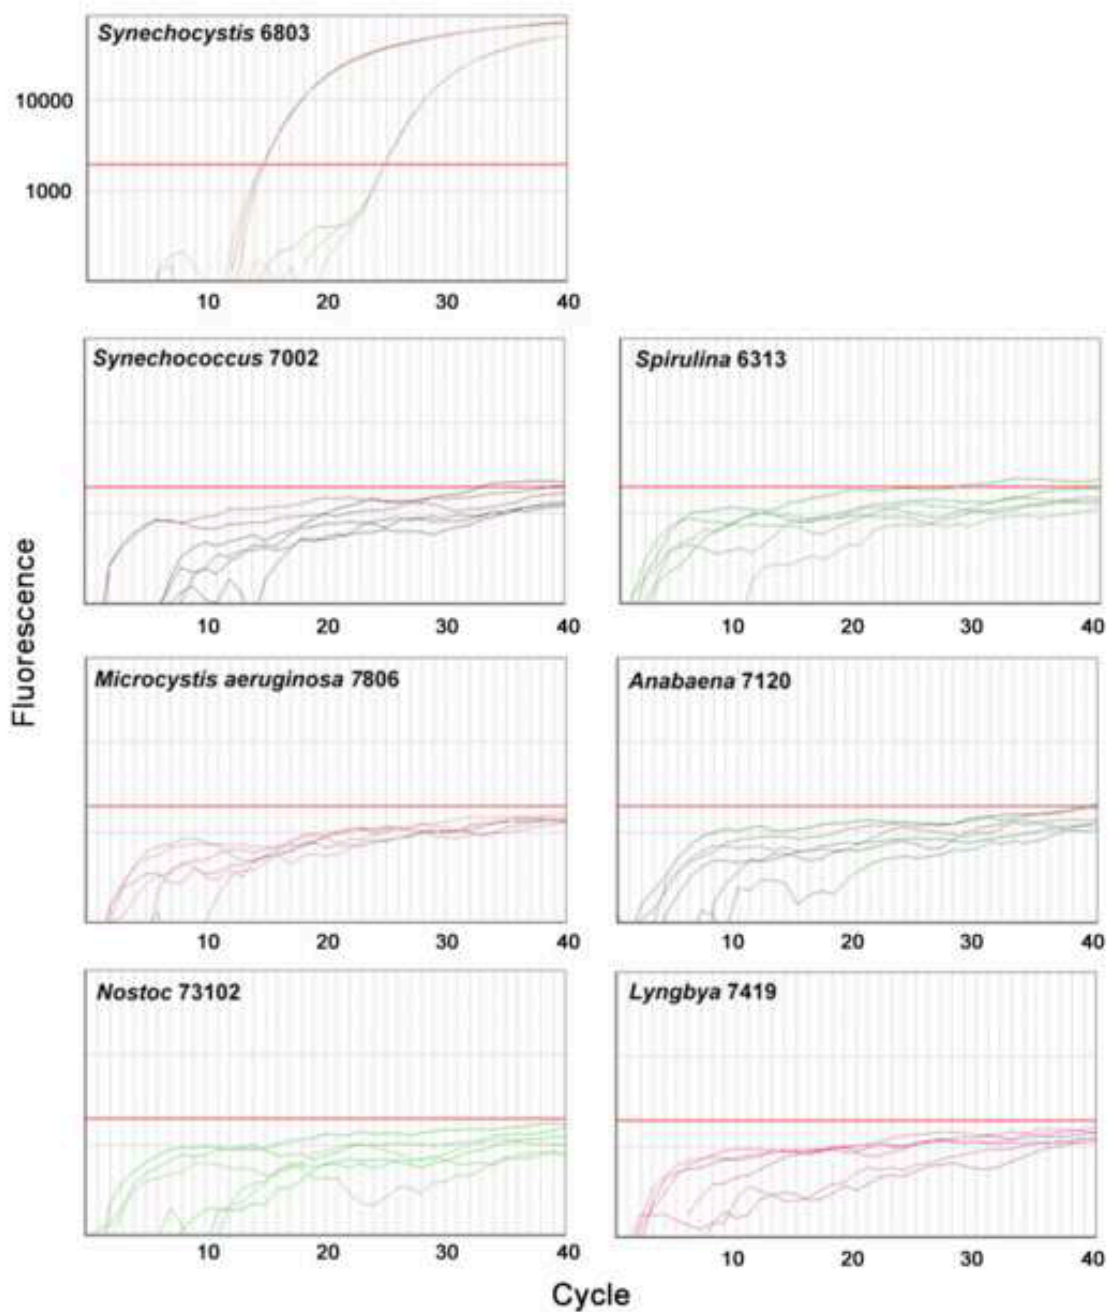 Synechocystis 6803
10000
1000
10 20 30 40
Synechococcus 7002
Spirulina 6313
10 20 30 40
10 20 30 40
Fluorescence
Microcystis aeruginosa 7806
Anabaena 7120
10 20 30 40
10 20 30 40
Nostoc 73102
Lyngbya 7419
10 20 30 40
10 20 30 40
Cycle